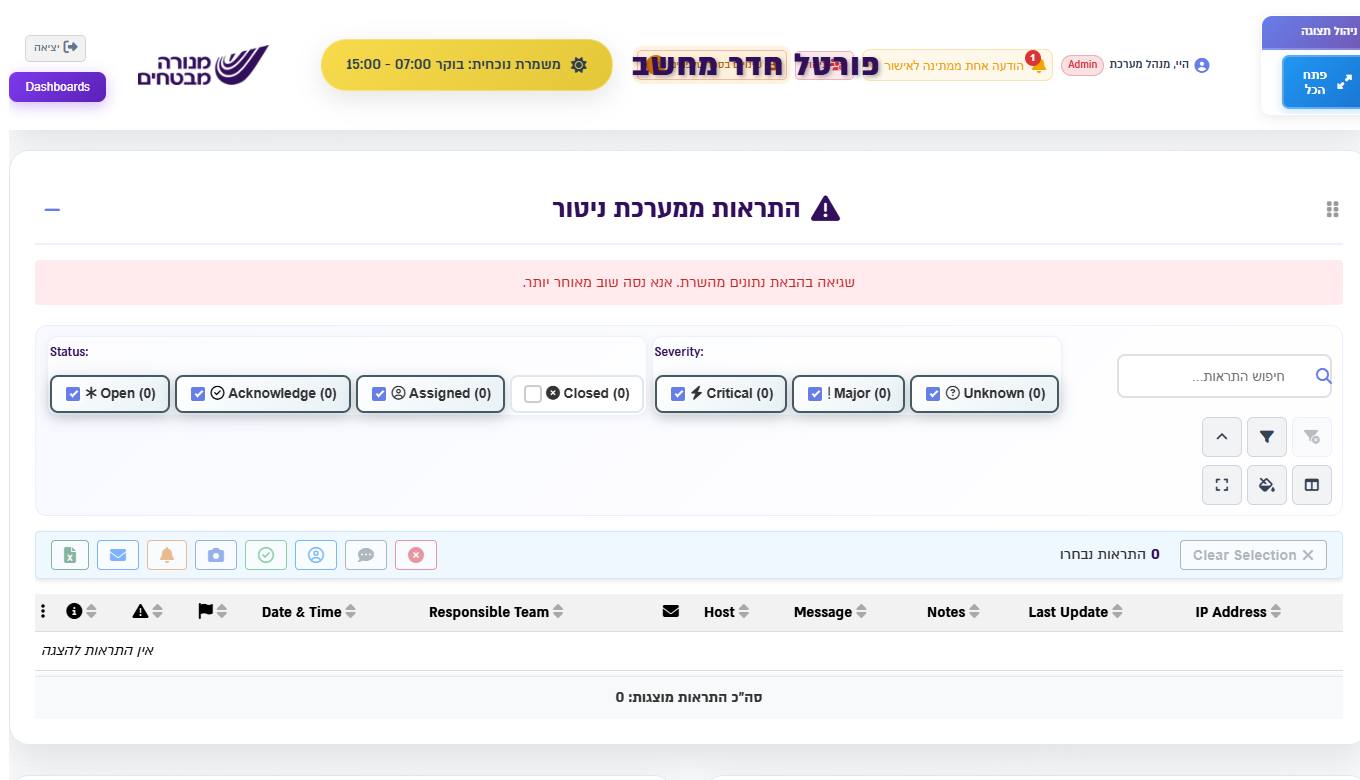 ניהול תצוגה
פתח הכל
היי, מנהל מערכת
Admin
1
הודעה אחת ממתינה לאישור
פורטל חדר מחשב
משמרת נוכחית: בוקר 07:00 - 15:00
מנורה מבטחים
יציאה
Dashboards
התראות ממערכת ניטור
שגיאה בהבאת נתונים מהשרת. אנא נסה שוב מאוחר יותר.
Status:
Open (0) Acknowledge (0) Assigned (0) Closed (0)
Severity:
Critical (0) Major (0) Unknown (0)
חיפוש התראות...
0 התראות נבחרו
Clear Selection
Date & Time Responsible Team Host Message Notes Last Update IP Address
אין התראות להצגה
סה"כ התראות מוצגות: 0